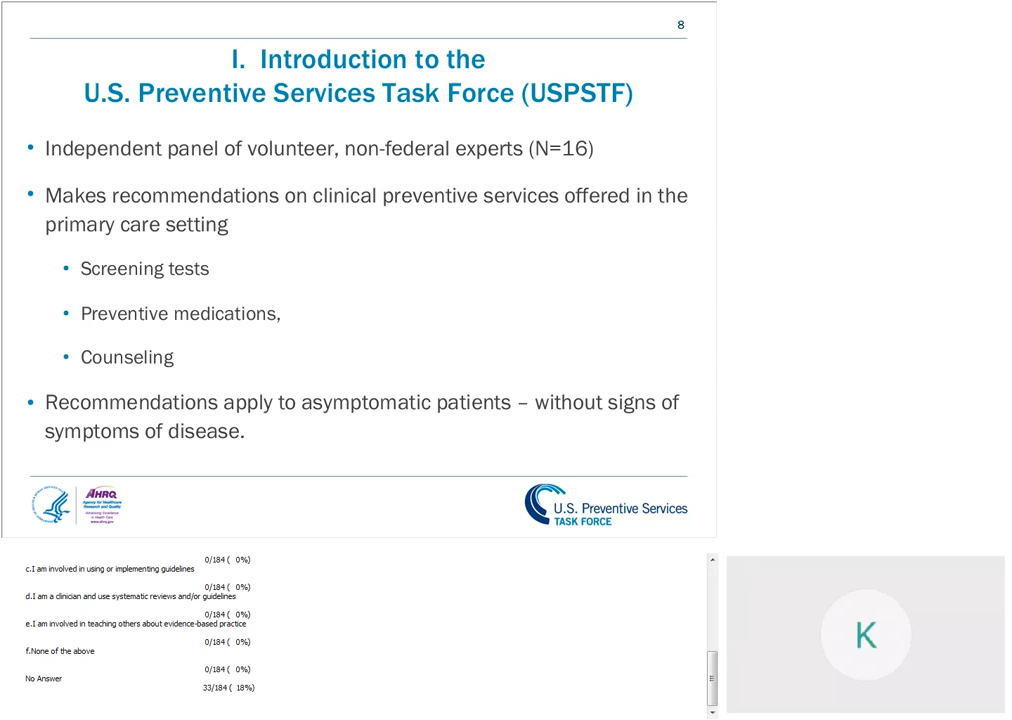 8
I. Introduction to the
U.S. Preventive Services Task Force (USPSTF)
• Independent panel of volunteer, non-federal experts (N=16)
• Makes recommendations on clinical preventive services offered in the
primary care setting
• Screening tests
• Preventive medications,
• Counseling
• Recommendations apply to asymptomatic patients – without signs of
symptoms of disease.
AHRQ
Agency for Healthcare
Research and Quality
Advancing Excellence
in Health Care
www.ahrq.gov
U.S. Preventive Services
TASK FORCE
0/184 ( 0%)
c.I am involved in using or implementing guidelines
0/184 ( 0%)
d.I am a clinician and use systematic reviews and/or guidelines
0/184 ( 0%)
e.I am involved in teaching others about evidence-based practice
0/184 ( 0%)
f.None of the above
0/184 ( 0%)
No Answer
33/184 ( 18%)
K